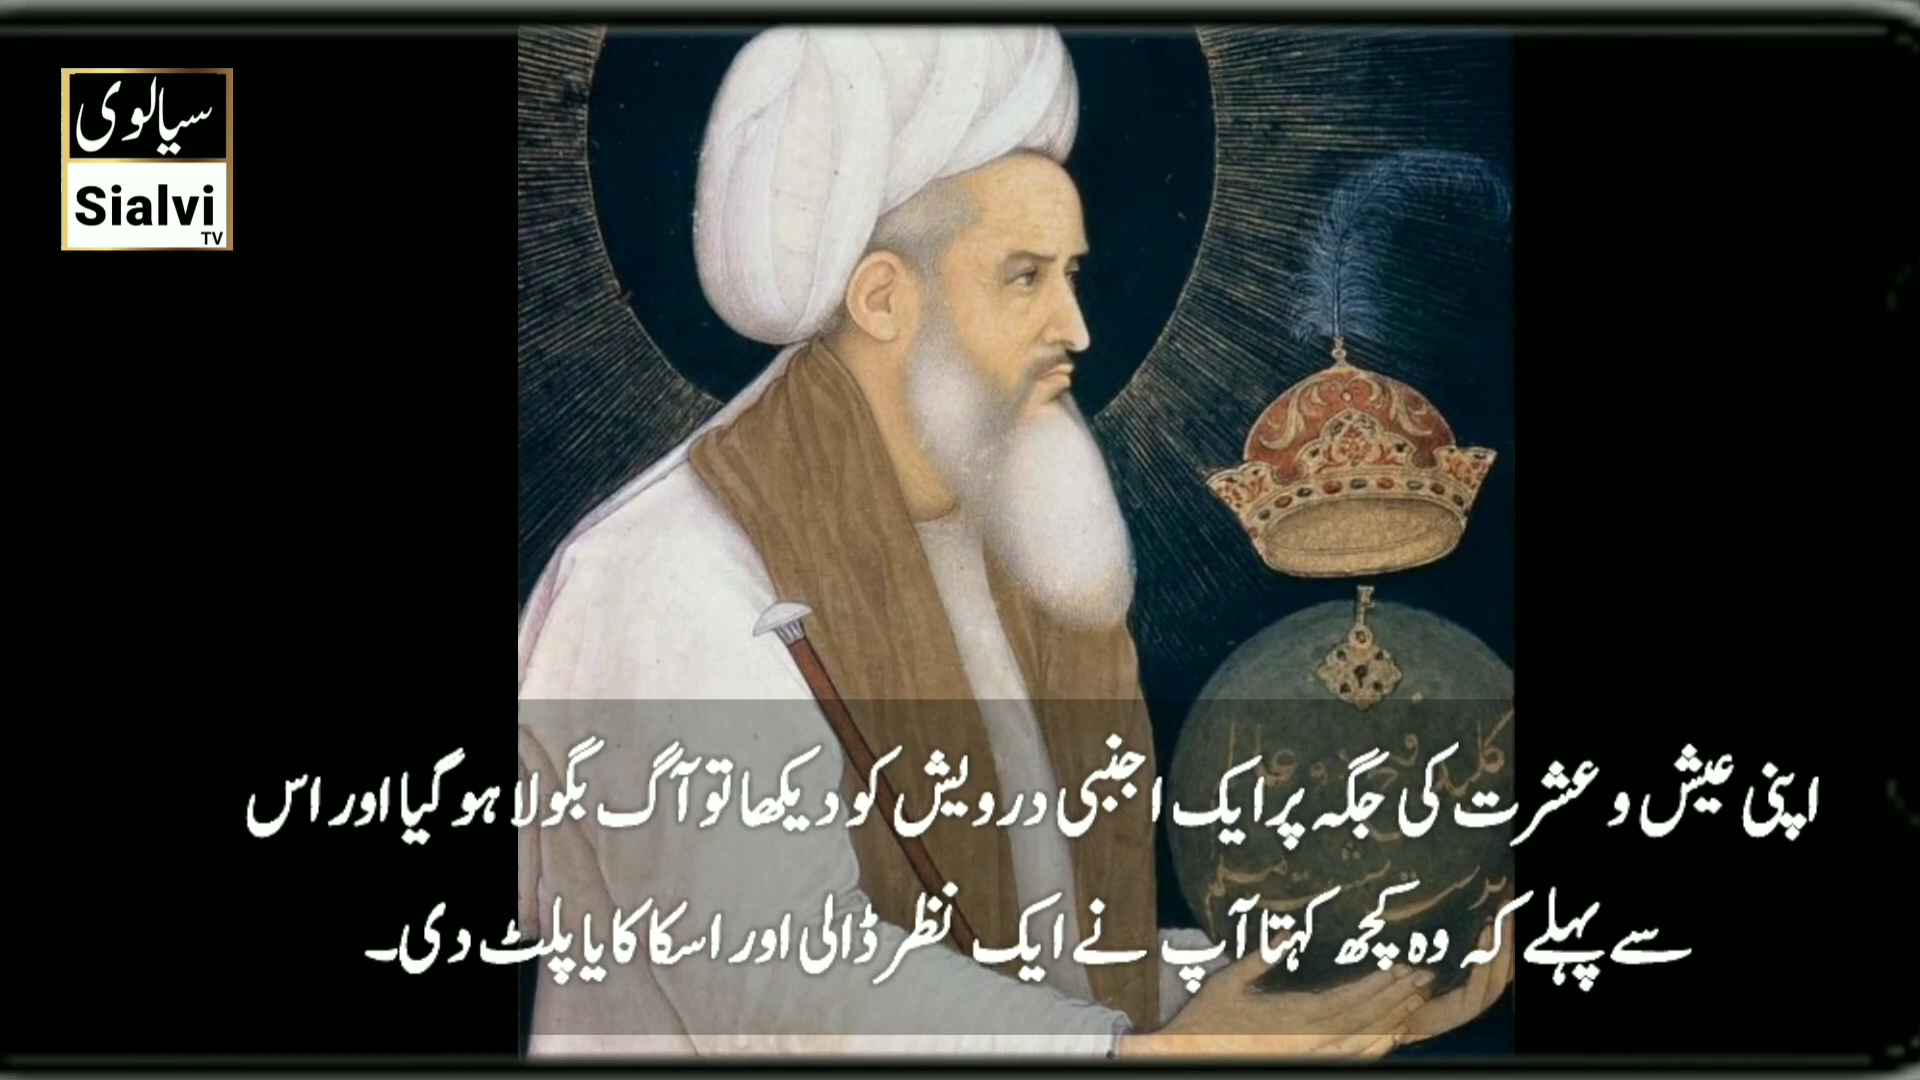 سیالوی
Sialvi
TV
اپنی عیش و عشرت کی جگہ پر ایک اجنبی درویش کو دیکھا تو آگ بگولا ہو گیا اور اس
سے پہلے کہ وہ کچھ کہتا آپ نے ایک نظر ڈالی اور اسکا کایا پلٹ دی۔